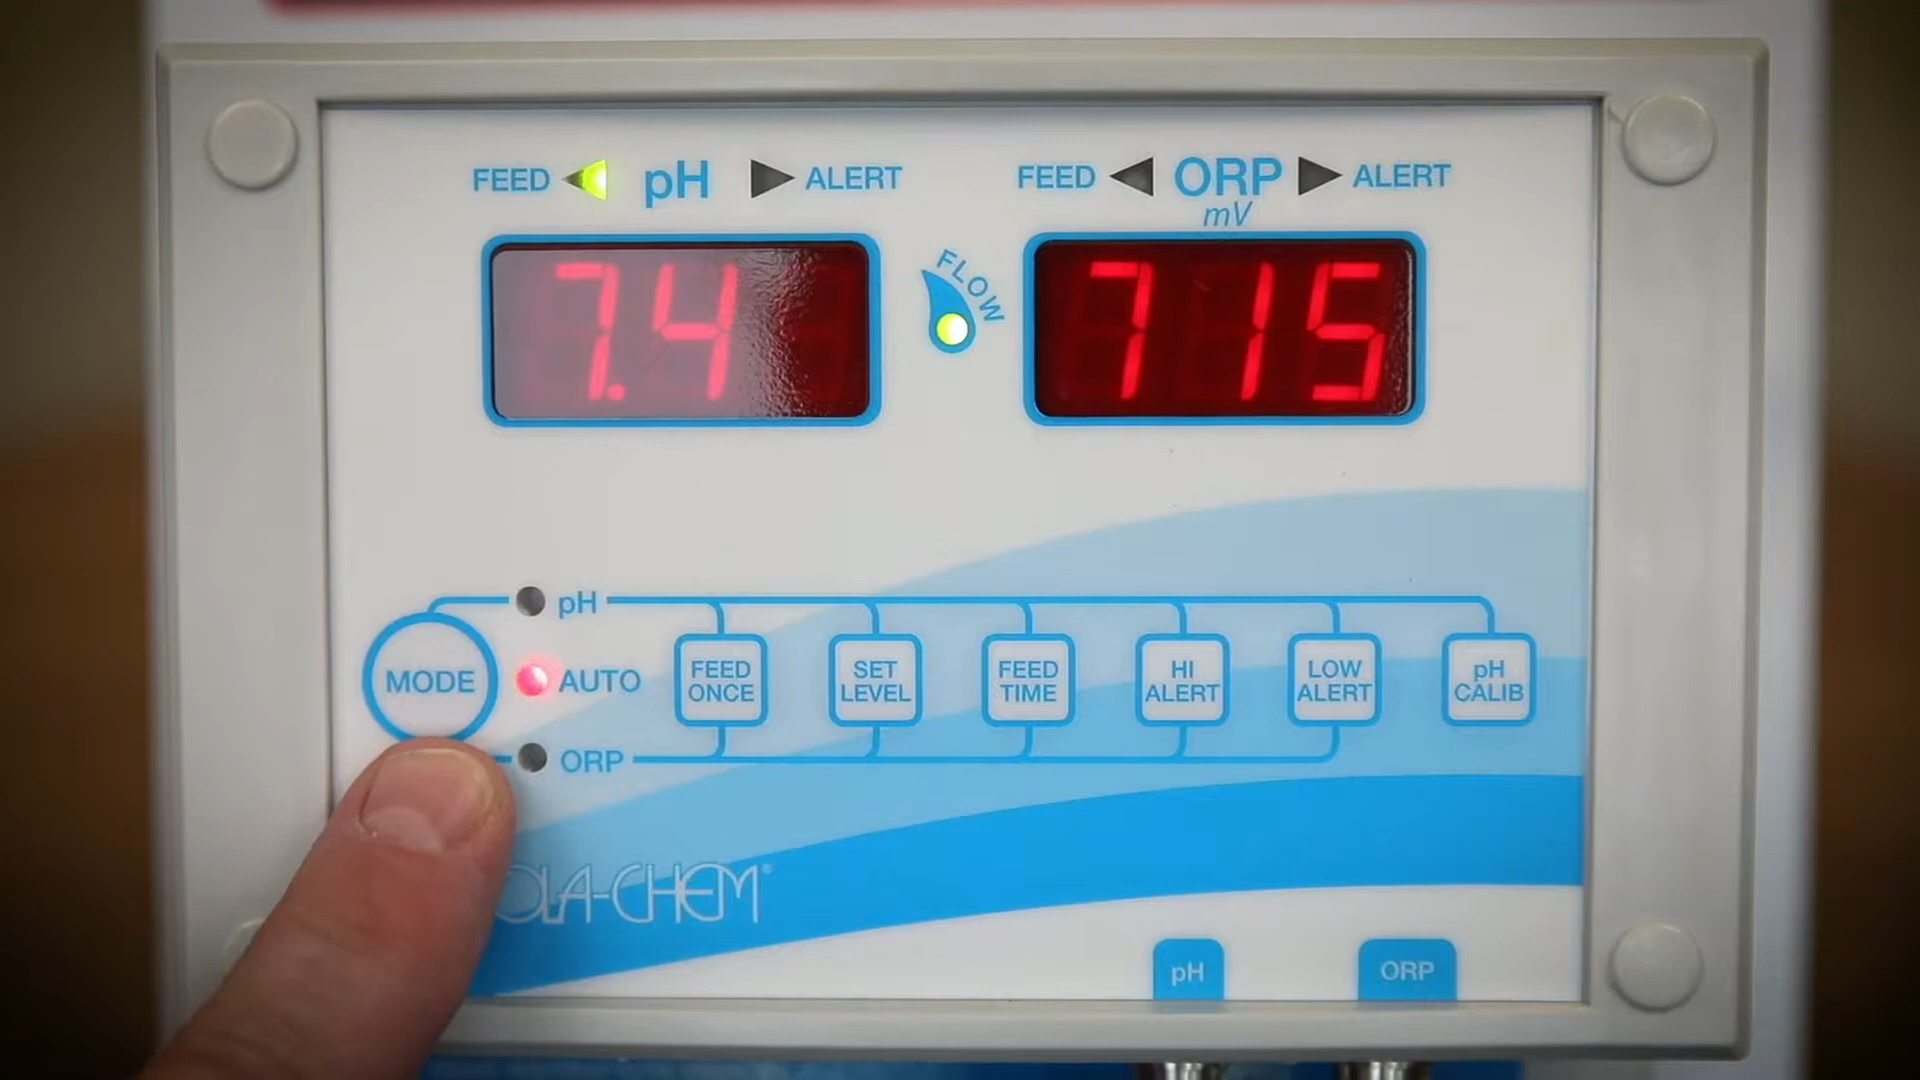 FEED pH ALERT
FEED ORP ALERT
mV
7.4
FLOW
715
pH
MODE
AUTO
ORP
FEED ONCE
SET LEVEL
FEED TIME
HI ALERT
LOW ALERT
pH CALIB
OLA-CHEM®
pH
ORP